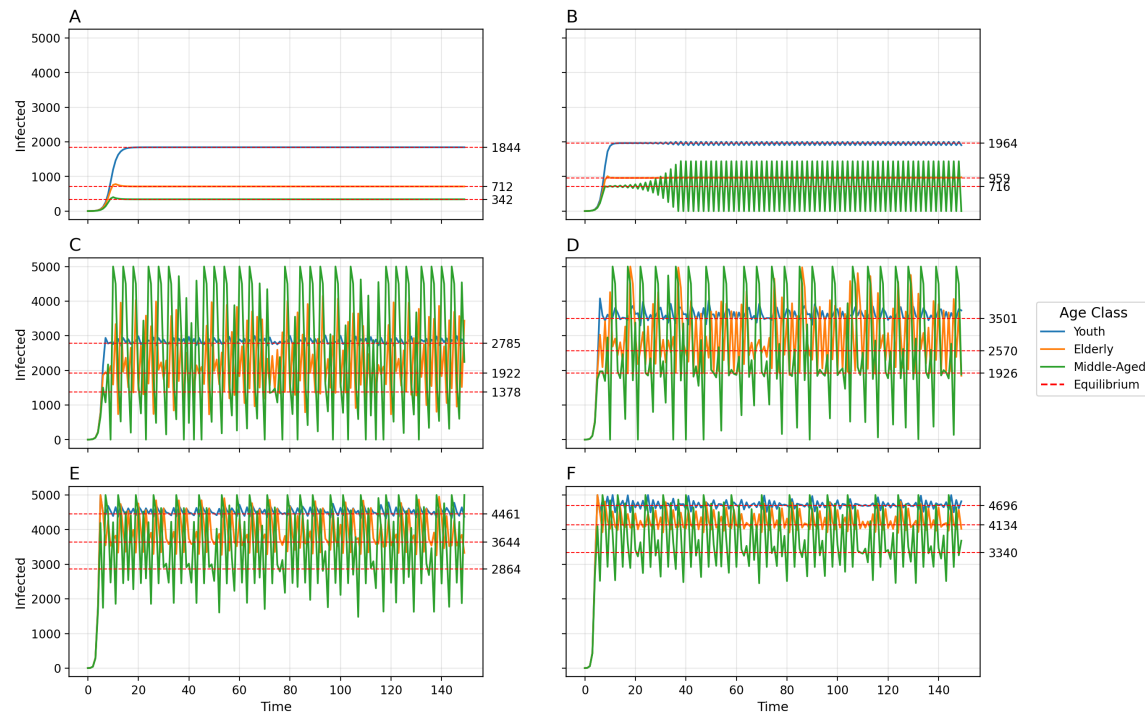 A
Infected
5000
4000
3000
2000
1000
0
1844
712
342
B
1964
959
716
C
Infected
5000
4000
3000
2000
1000
0
2785
1922
1378
D
3501
2570
1926
Age Class
Youth
Elderly
Middle-Aged
Equilibrium
E
Infected
5000
4000
3000
2000
1000
0
4461
3644
2864
0 20 40 60 80 100 120 140
Time
F
4696
4134
3340
0 20 40 60 80 100 120 140
Time